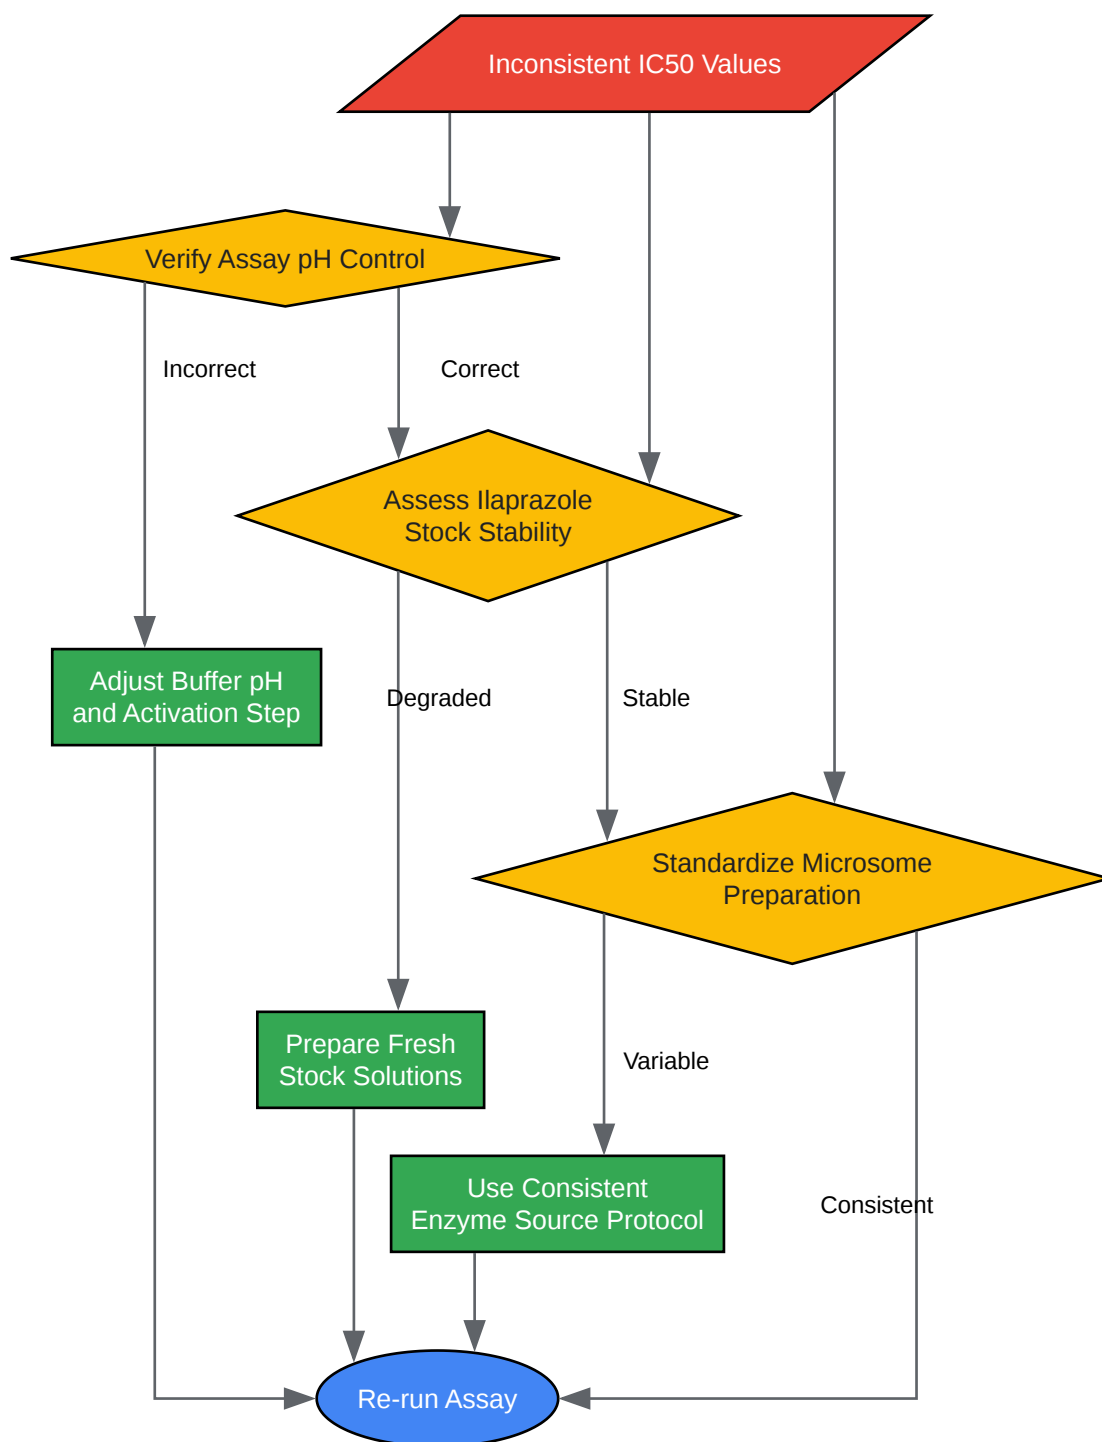 Inconsistent IC50 Values
Verify Assay pH Control
Incorrect
Correct
Assess Ilaprazole
Stock Stability
Adjust Buffer pH
and Activation Step
Degraded
Stable
Standardize Microsome
Preparation
Prepare Fresh
Stock Solutions
Variable
Use Consistent
Enzyme Source Protocol
Consistent
Re-run Assay